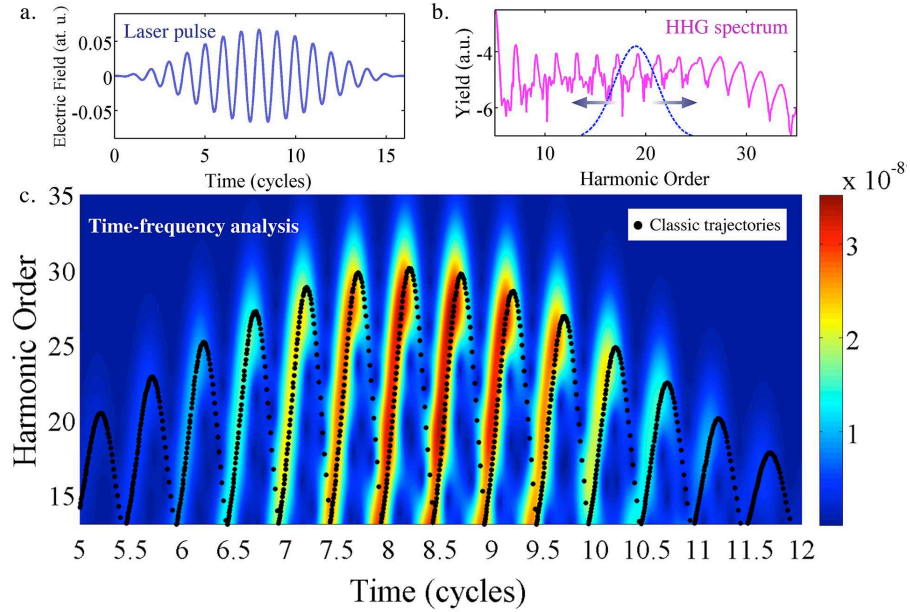 a.
Laser pulse
Electric Field (at. u.)
0.05
0
-0.05
0 5 10 15
Time (cycles)
b.
HHG spectrum
Yield (a.u.)
-4
-6
10 20 30
Harmonic Order
c.
Time-frequency analysis
Classic trajectories
Harmonic Order
35
30
25
20
15
5 5.5 6 6.5 7 7.5 8 8.5 9 9.5 10 10.5 11 11.5 12
Time (cycles)
x 10-8
3
2
1